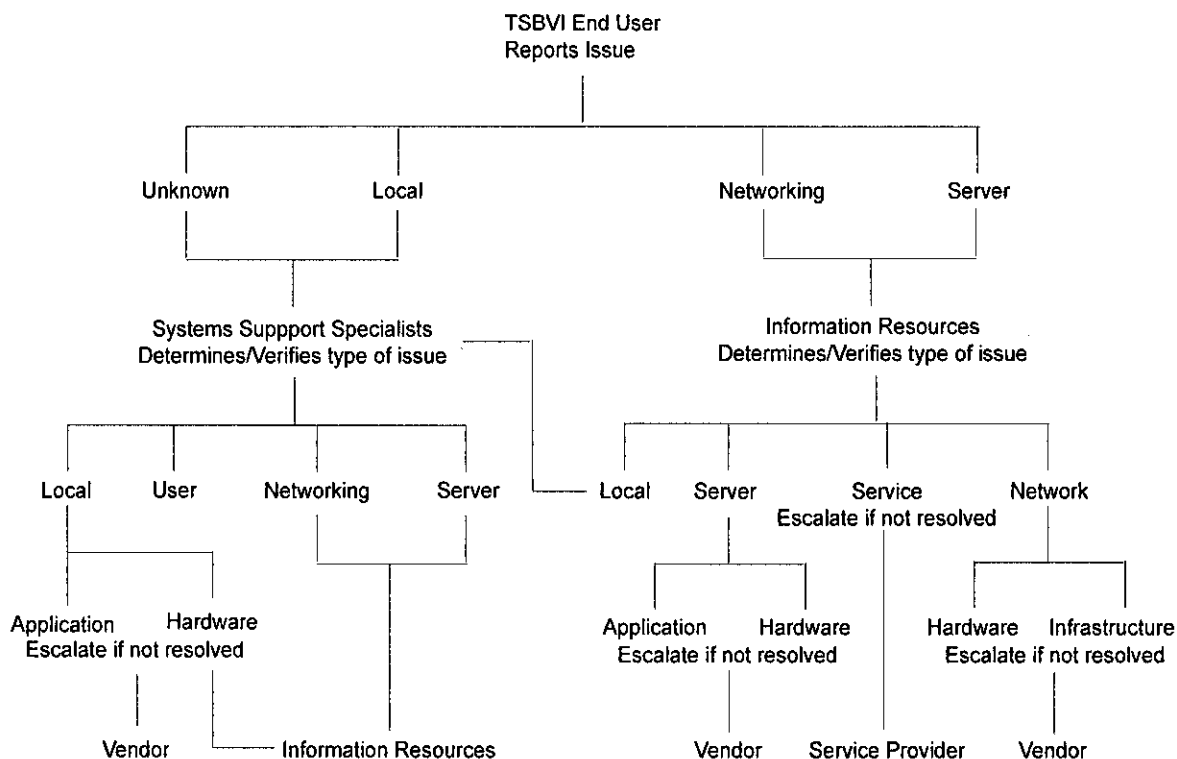 TSBVI End User
Reports Issue
Unknown
Local
Networking
Server
Systems Suppport Specialists
Determines/Verifies type of issue
Information Resources
Determines/Verifies type of issue
Local
User
Networking
Server
Local
Server
Service
Escalate if not resolved
Network
Application
Hardware
Escalate if not resolved
Application
Hardware
Escalate if not resolved
Hardware
Infrastructure
Escalate if not resolved
Vendor
Information Resources
Vendor
Service Provider
Vendor